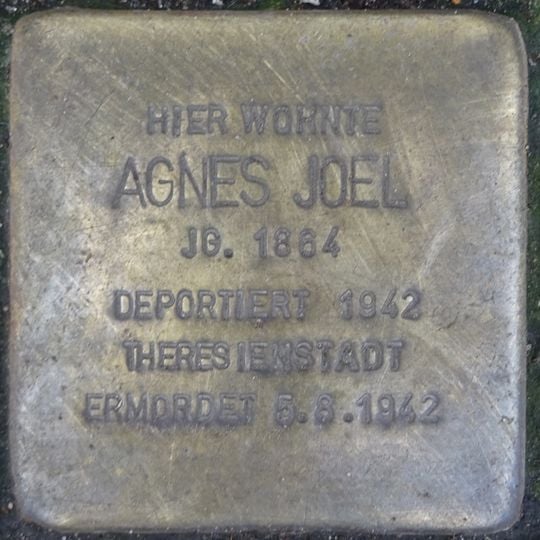 HIER WOHNTE
AGNES JOEL
JG. 1864
DEPORTIERT 1942
THERESIENSTADT
ERMORDET 5.8.1942